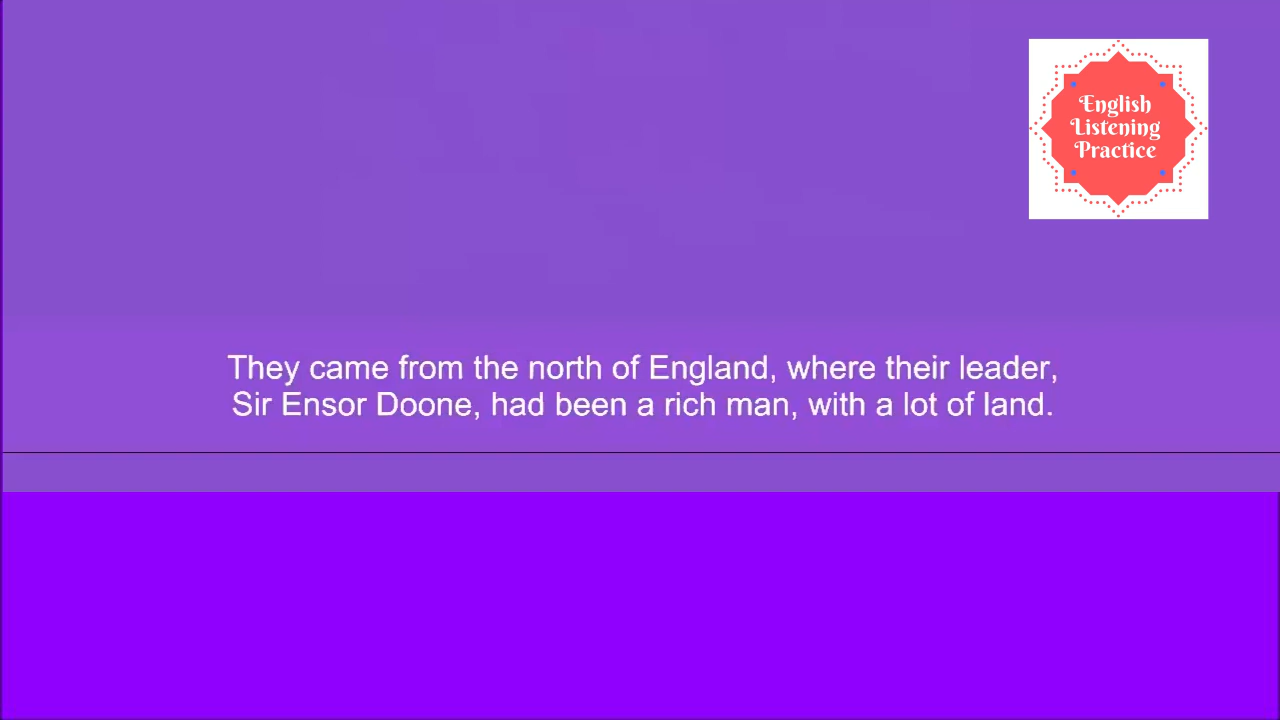 English
Listening
Practice
They came from the north of England, where their leader,
Sir Ensor Doone, had been a rich man, with a lot of land.